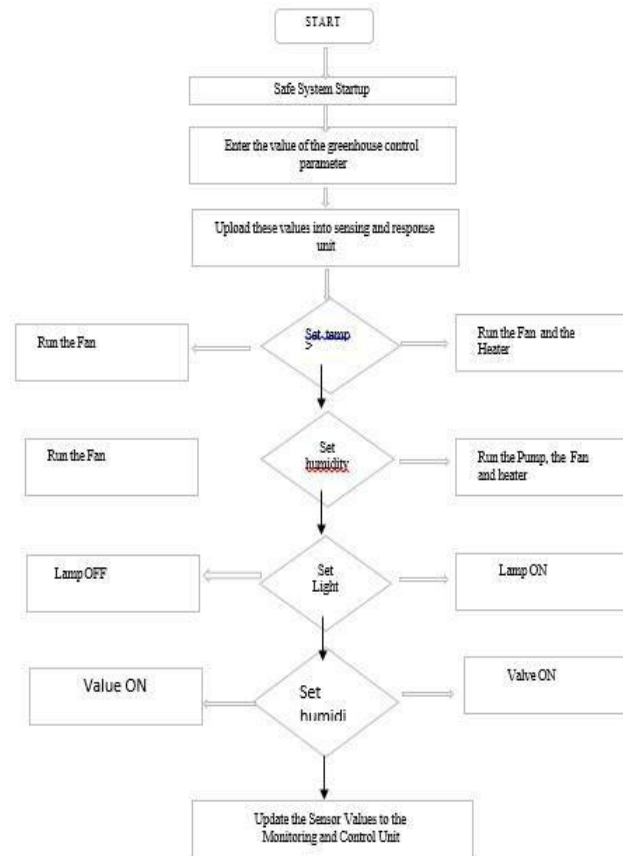 START
Safe System Startup
Enter the value of the greenhouse control
parameter
Upload these values into sensing and response
unit
Set temp
>
Run the Fan
Run the Fan and the
Heater
Set
humidity
Run the Fan
Run the Pump, the Fan
and heater
Set
Light
Lamp OFF
Lamp ON
Set
humidi
Value ON
Valve ON
Update the Sensor Values to the
Monitoring and Control Unit